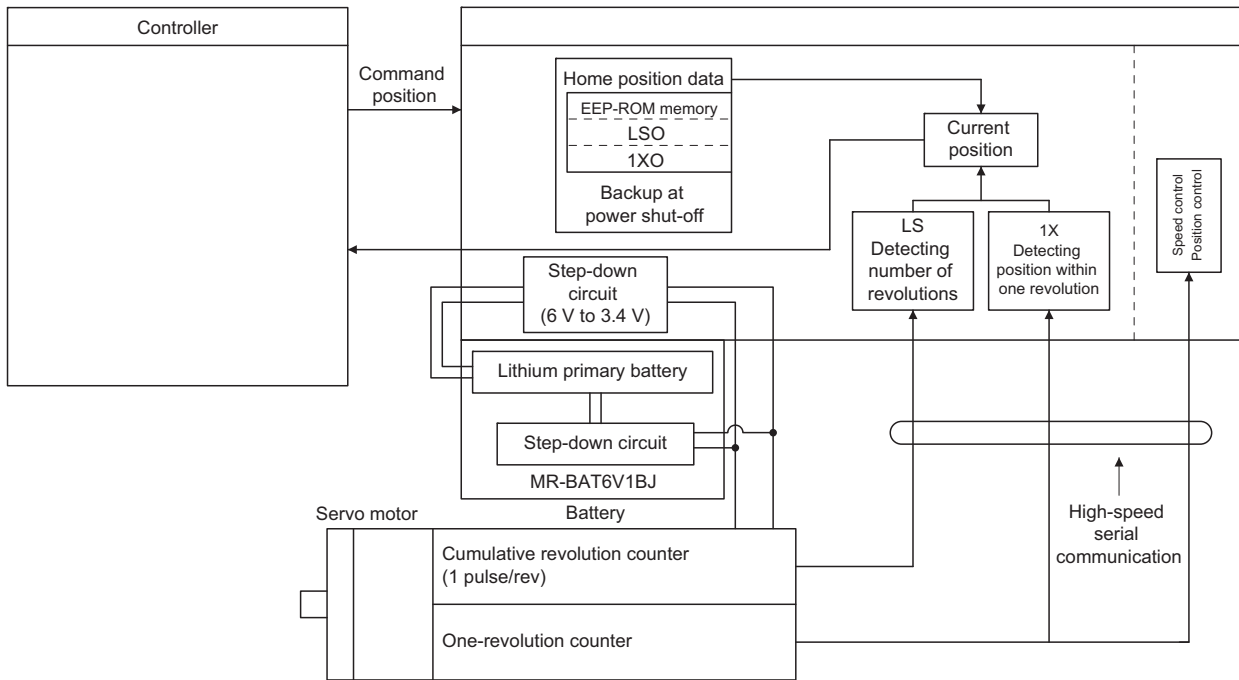 Controller
Command
position
Home position data
EEP-ROM memory
LSO
1XO
Backup at
power shut-off
Current
position
LS
Detecting
number of
revolutions
1X
Detecting
position within
one revolution
Speed control
Position control
Step-down
circuit
(6 V to 3.4 V)
Lithium primary battery
Step-down circuit
MR-BAT6V1BJ
Servo motor
Battery
High-speed
serial
communication
Cumulative revolution counter
(1 pulse/rev)
One-revolution counter